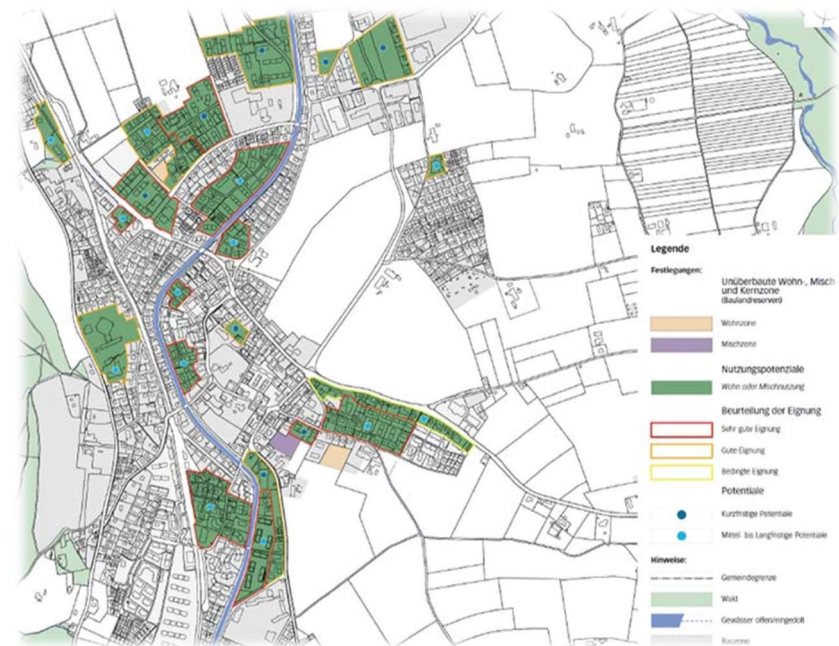 Legende
Festlegungen:
Unüberbaute Wohn-, Misch
und Kernzone
(Baulandreserven)
Wohnzone
Mischzone
Nutzungspotenziale
Wohn oder Mischnutzung
Beurteilung der Eignung
Sehr gute Eignung
Gute Eignung
Bedingte Eignung
Potentiale
Kurzfristige Potentiale
Mittel- bis Langfristige Potentiale
Hinweise:
Gemeindegrenze
Wald
Gewässer offen/eingedolt
Bauzone